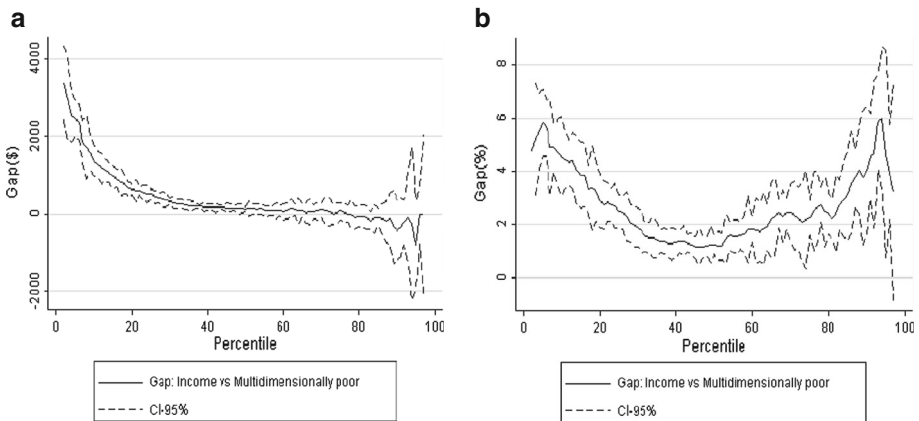 a
Gap($)
4000
2000
0
-2000
0 20 40 60 80 100
Percentile
Gap: Income vs Multidimensionally poor
CI-95%
b
Gap(%)
8
6
4
2
0
0 20 40 60 80 100
Percentile
Gap: Income vs Multidimensionally poor
CI-95%